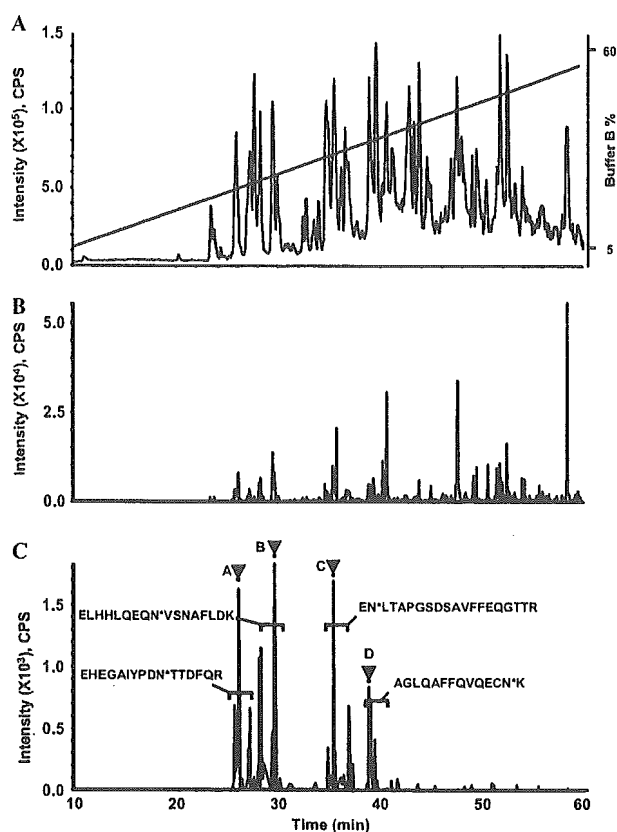 A
Intensity (X10⁵), CPS
1.5
1.0
5.0
0.0
60
5
Buffer B %
B
Intensity (X10⁴), CPS
5.0
2.5
0.0
C
Intensity (X10³), CPS
1.5
1.0
0.5
0.0
A
B
C
D
ELHHLQEQN*VSNAFLDK
EHEGAIYPDN*TTDFQR
EN*LTAPGSDSAVFFEQGTTR
AGLQAFFQVQECN*K
10 20 30 40 50 60
Time (min)